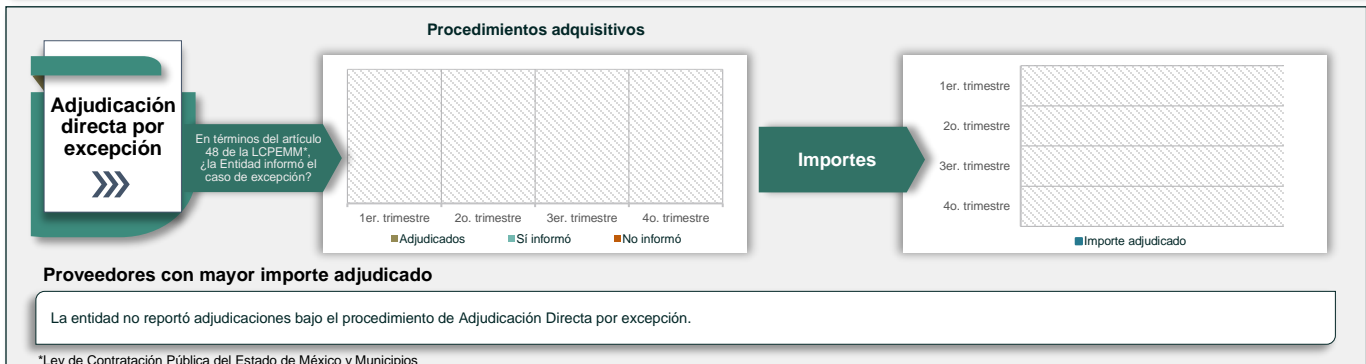 Procedimientos adquisitivos
Adjudicación
directa por
excepción
En términos del artículo
48 de la LCPEMM*,
¿la Entidad informó el
caso de excepción?
1er. trimestre 2o. trimestre 3er. trimestre 4o. trimestre
Adjudicados Sí informó No informó
Importes
1er. trimestre
2o. trimestre
3er. trimestre
4o. trimestre
Importe adjudicado
Proveedores con mayor importe adjudicado
La entidad no reportó adjudicaciones bajo el procedimiento de Adjudicación Directa por excepción.
*Ley de Contratación Pública del Estado de México y Municipios